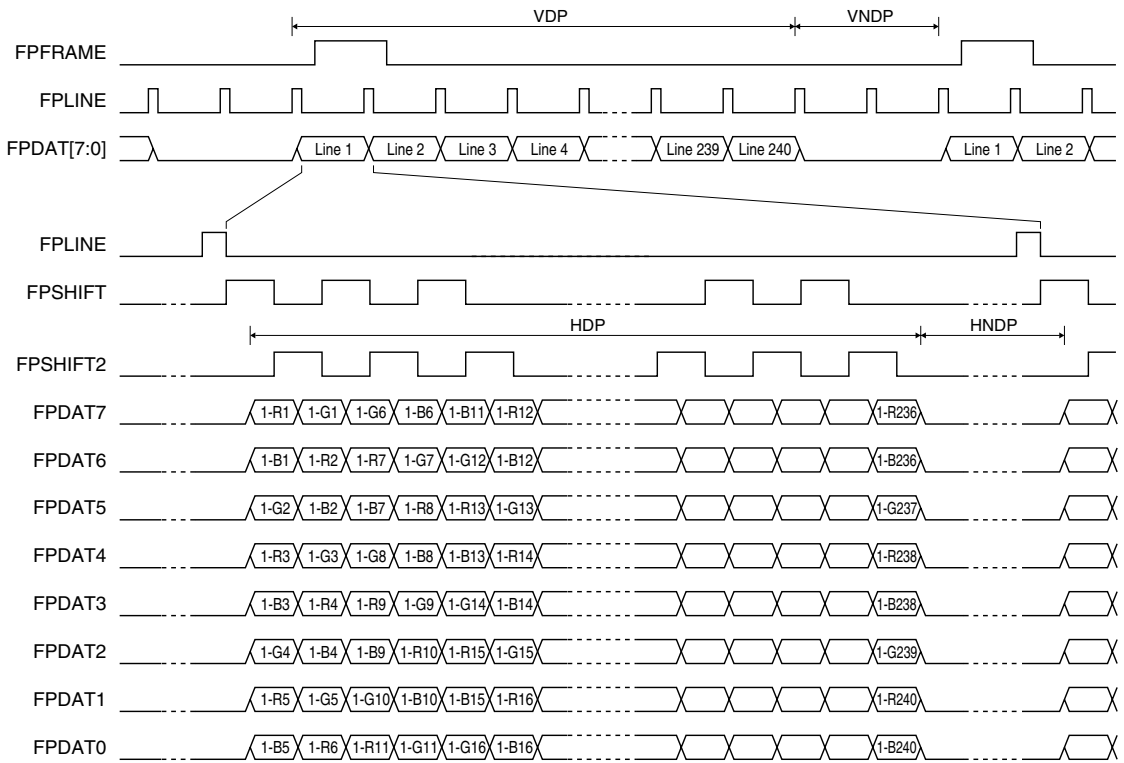 VDP VNDP
FPFRAME
FPLINE
FPDAT[7:0] Line 1 Line 2 Line 3 Line 4 Line 239 Line 240 Line 1 Line 2
FPLINE
FPSHIFT
HDP HNDP
FPSHIFT2
FPDAT7 1-R1 1-G1 1-G6 1-B6 1-B11 1-R12 1-R236
FPDAT6 1-B1 1-R2 1-R7 1-G7 1-G12 1-B12 1-B236
FPDAT5 1-G2 1-B2 1-B7 1-R8 1-R13 1-G13 1-G237
FPDAT4 1-R3 1-G3 1-G8 1-B8 1-B13 1-R14 1-R238
FPDAT3 1-B3 1-R4 1-R9 1-G9 1-G14 1-B14 1-B238
FPDAT2 1-G4 1-B4 1-B9 1-R10 1-R15 1-G15 1-G239
FPDAT1 1-R5 1-G5 1-G10 1-B10 1-B15 1-R16 1-R240
FPDAT0 1-B5 1-R6 1-R11 1-G11 1-G16 1-B16 1-B240